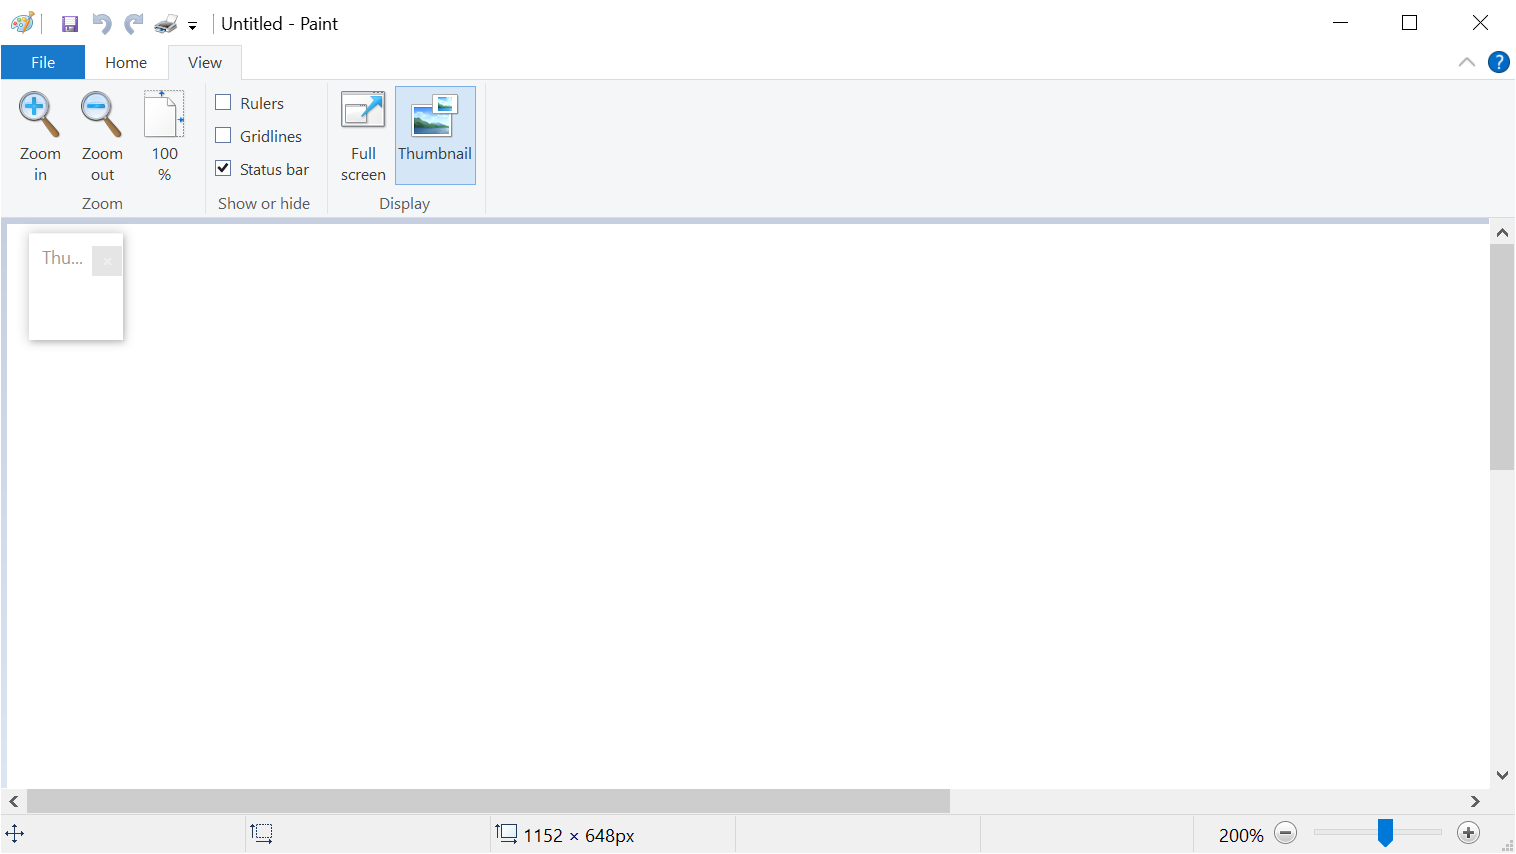 Untitled - Paint
File Home View
Zoom in
Zoom out
100 %
Zoom
Rulers
Gridlines
Status bar
Show or hide
Full screen
Thumbnail
Display
Thu...
1152 × 648px
200%